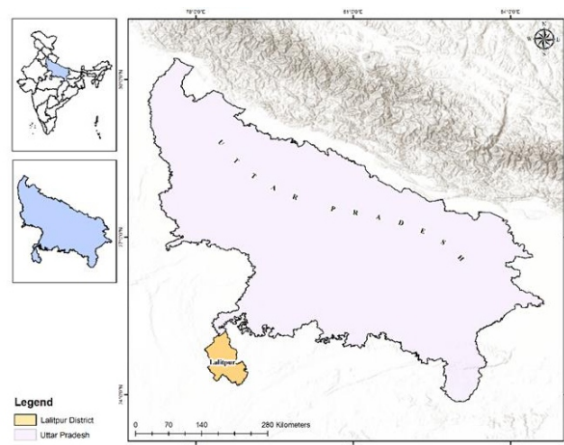 N
W
E
S
UTTAR PRADESH
Lalitpur
Legend
Lalitpur District
Uttar Pradesh
0 70 140 280 Kilometers